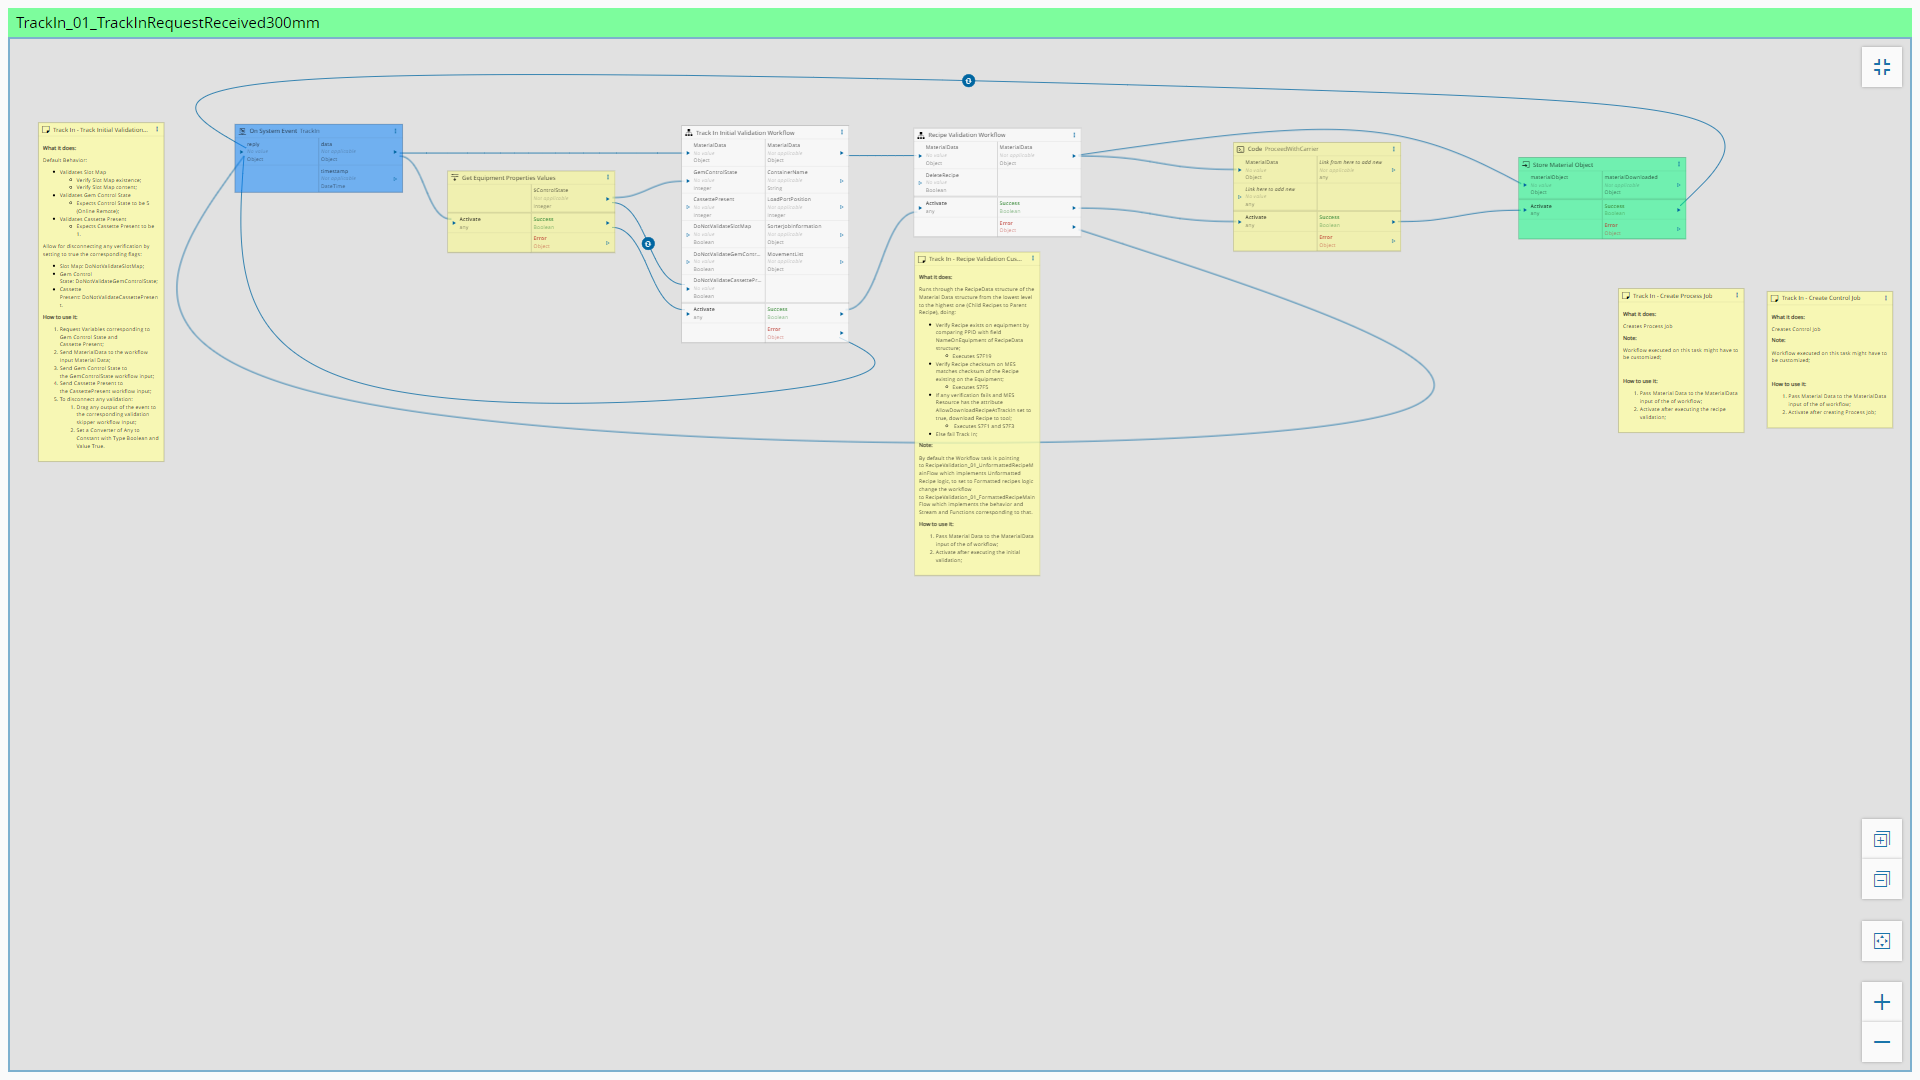 TrackIn_01_TrackInRequestReceived300mm
Track In - Track Initial Validation...
What it does:
Default Behavior:
Validates Slot Map
Verify Slot Map existence;
Verify Slot Map content;
Validates Gem Control State
Expects Control State to be 5
(Online Remote);
Validates Cassette Present
Expects Cassette Present to be
1.
Allow for disconnecting any verification by
setting to true the corresponding flags:
Slot Map: DoNotValidateSlotMap;
Gem Control
State: DoNotValidateGemControlState;
Cassette
Present: DoNotValidateCassettePresen
t.
How to use it:
1. Request Variables corresponding to
Gem Control State and
Cassette Present;
2. Send MaterialData to the workflow
input Material Data;
3. Send Gem Control State to
the GemControlState workflow input;
4. Send Cassette Present to
the CassettePresent workflow input;
5. To disconnect any validation:
1. Drag any output of the event to
the corresponding validation
skipper workflow input;
2. Set a Converter of Any to
Constant with Type Boolean and
Value True.
On System Event TrackIn
reply
No value
Object
data
Not applicable
Object
timestamp
Not applicable
DateTime
Get Equipment Properties Values
$ControlState
Not applicable
Integer
Activate
any
Success
Boolean
Error
Object
Track In Initial Validation Workflow
MaterialData
No value
Object
MaterialData
Not applicable
Object
GemControlState
No value
Integer
ContainerName
Not applicable
String
CassettePresent
No value
Integer
LoadPortPosition
Not applicable
Integer
DoNotValidateSlotMap
No value
Boolean
SorterJobInformation
Not applicable
Object
DoNotValidateGemContr...
No value
Boolean
MovementList
Not applicable
Object
DoNotValidateCassettePr...
No value
Boolean
Activate
any
Success
Boolean
Error
Object
Recipe Validation Workflow
MaterialData
No value
Object
MaterialData
Not applicable
Object
DeleteRecipe
No value
Boolean
Activate
any
Success
Boolean
Error
Object
Track In - Recipe Validation Cus...
What it does:
Runs through the RecipeData structure of the
Material Data structure from the lowest level
to the highest one (Child Recipes to Parent
Recipe), doing:
Verify Recipe exists on equipment by
comparing PPID with field
NameOnEquipment of RecipeData
structure;
Executes S7F19
Verify Recipe checksum on MES
matches checksum of the Recipe
existing on the Equipment;
Executes S7F5
If any verification fails and MES
Resource has the attribute
AllowDownloadRecipeAtTrackIn set to
true, download Recipe to tool;
Executes S7F1 and S7F3
Else fail Track In;
Note:
By default the Workflow task is pointing
to RecipeValidation_01_UnformattedRecipeM
ainFlow which implements Unformatted
Recipe logic, to set to Formatted recipes logic
change the workflow
to RecipeValidation_01_FormattedRecipeMain
Flow which implements the behavior and
Stream and Functions corresponding to that.
How to use it:
1. Pass Material Data to the MaterialData
input of the of workflow;
2. Activate after executing the initial
validation;
Code ProceedWithCarrier
MaterialData
No value
Object
Link from here to add new
Not applicable
any
Link here to add new
No value
any
Activate
any
Success
Boolean
Error
Object
Store Material Object
materialObject
No value
Object
materialDownloaded
Not applicable
Object
Activate
any
Success
Boolean
Error
Object
Track In - Create Process Job
What it does:
Creates Process Job
Note:
Workflow executed on this task might have to
be customized;
How to use it:
1. Pass Material Data to the MaterialData
input of the of workflow;
2. Activate after executing the recipe
validation;
Track In - Create Control Job
What it does:
Creates Control Job
Note:
Workflow executed on this task might have to
be customized;
How to use it:
1. Pass Material Data to the MaterialData
input of the of workflow;
2. Activate after creating Process Job;